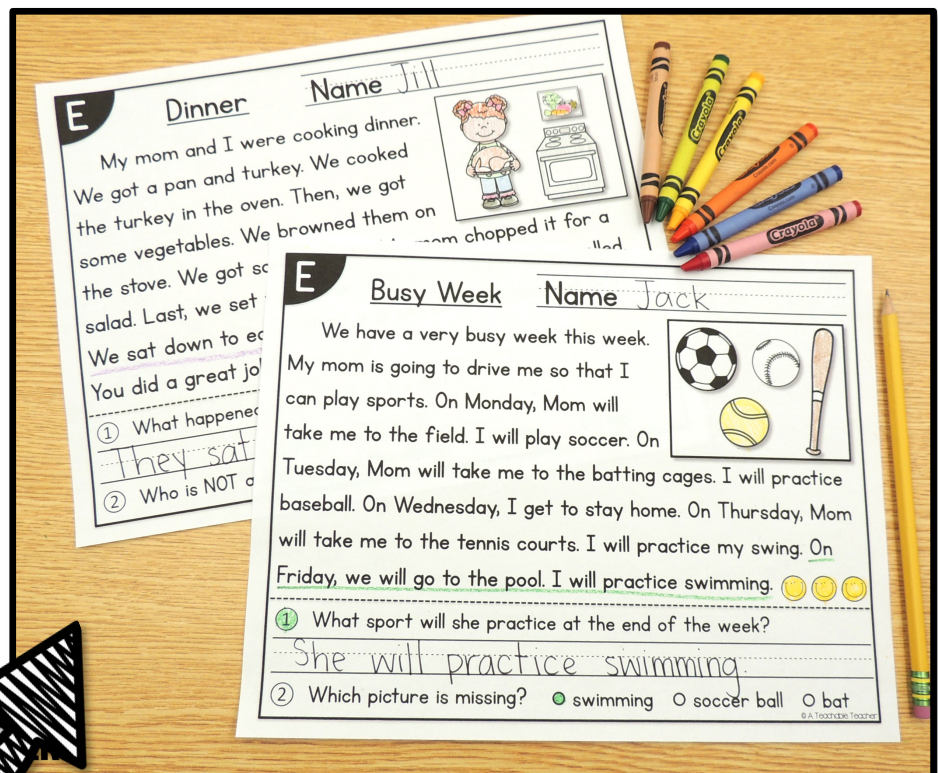 E
Dinner
Name Jill
My mom and I were cooking dinner.
We got a pan and turkey. We cooked
the turkey in the oven. Then, we got
some vegetables. We browned them on
the stove. We got mom chopped it for a
salad. Last, we set
We sat down to
You did a great
1 What happened
They sat
2 Who is NOT
E
Busy Week
Name Jack
We have a very busy week this week.
My mom is going to drive me so that I
can play sports. On Monday, Mom will
take me to the field. I will play soccer. On
Tuesday, Mom will take me to the batting cages. I will practice
baseball. On Wednesday, I get to stay home. On Thursday, Mom
will take me to the tennis courts. I will practice my swing. On
Friday, we will go to the pool. I will practice swimming.
1 What sport will she practice at the end of the week?
She will practice swimming.
2 Which picture is missing? swimming soccer ball bat
© A Teachable Teacher
Crayola
Crayola
Crayola
Crayola